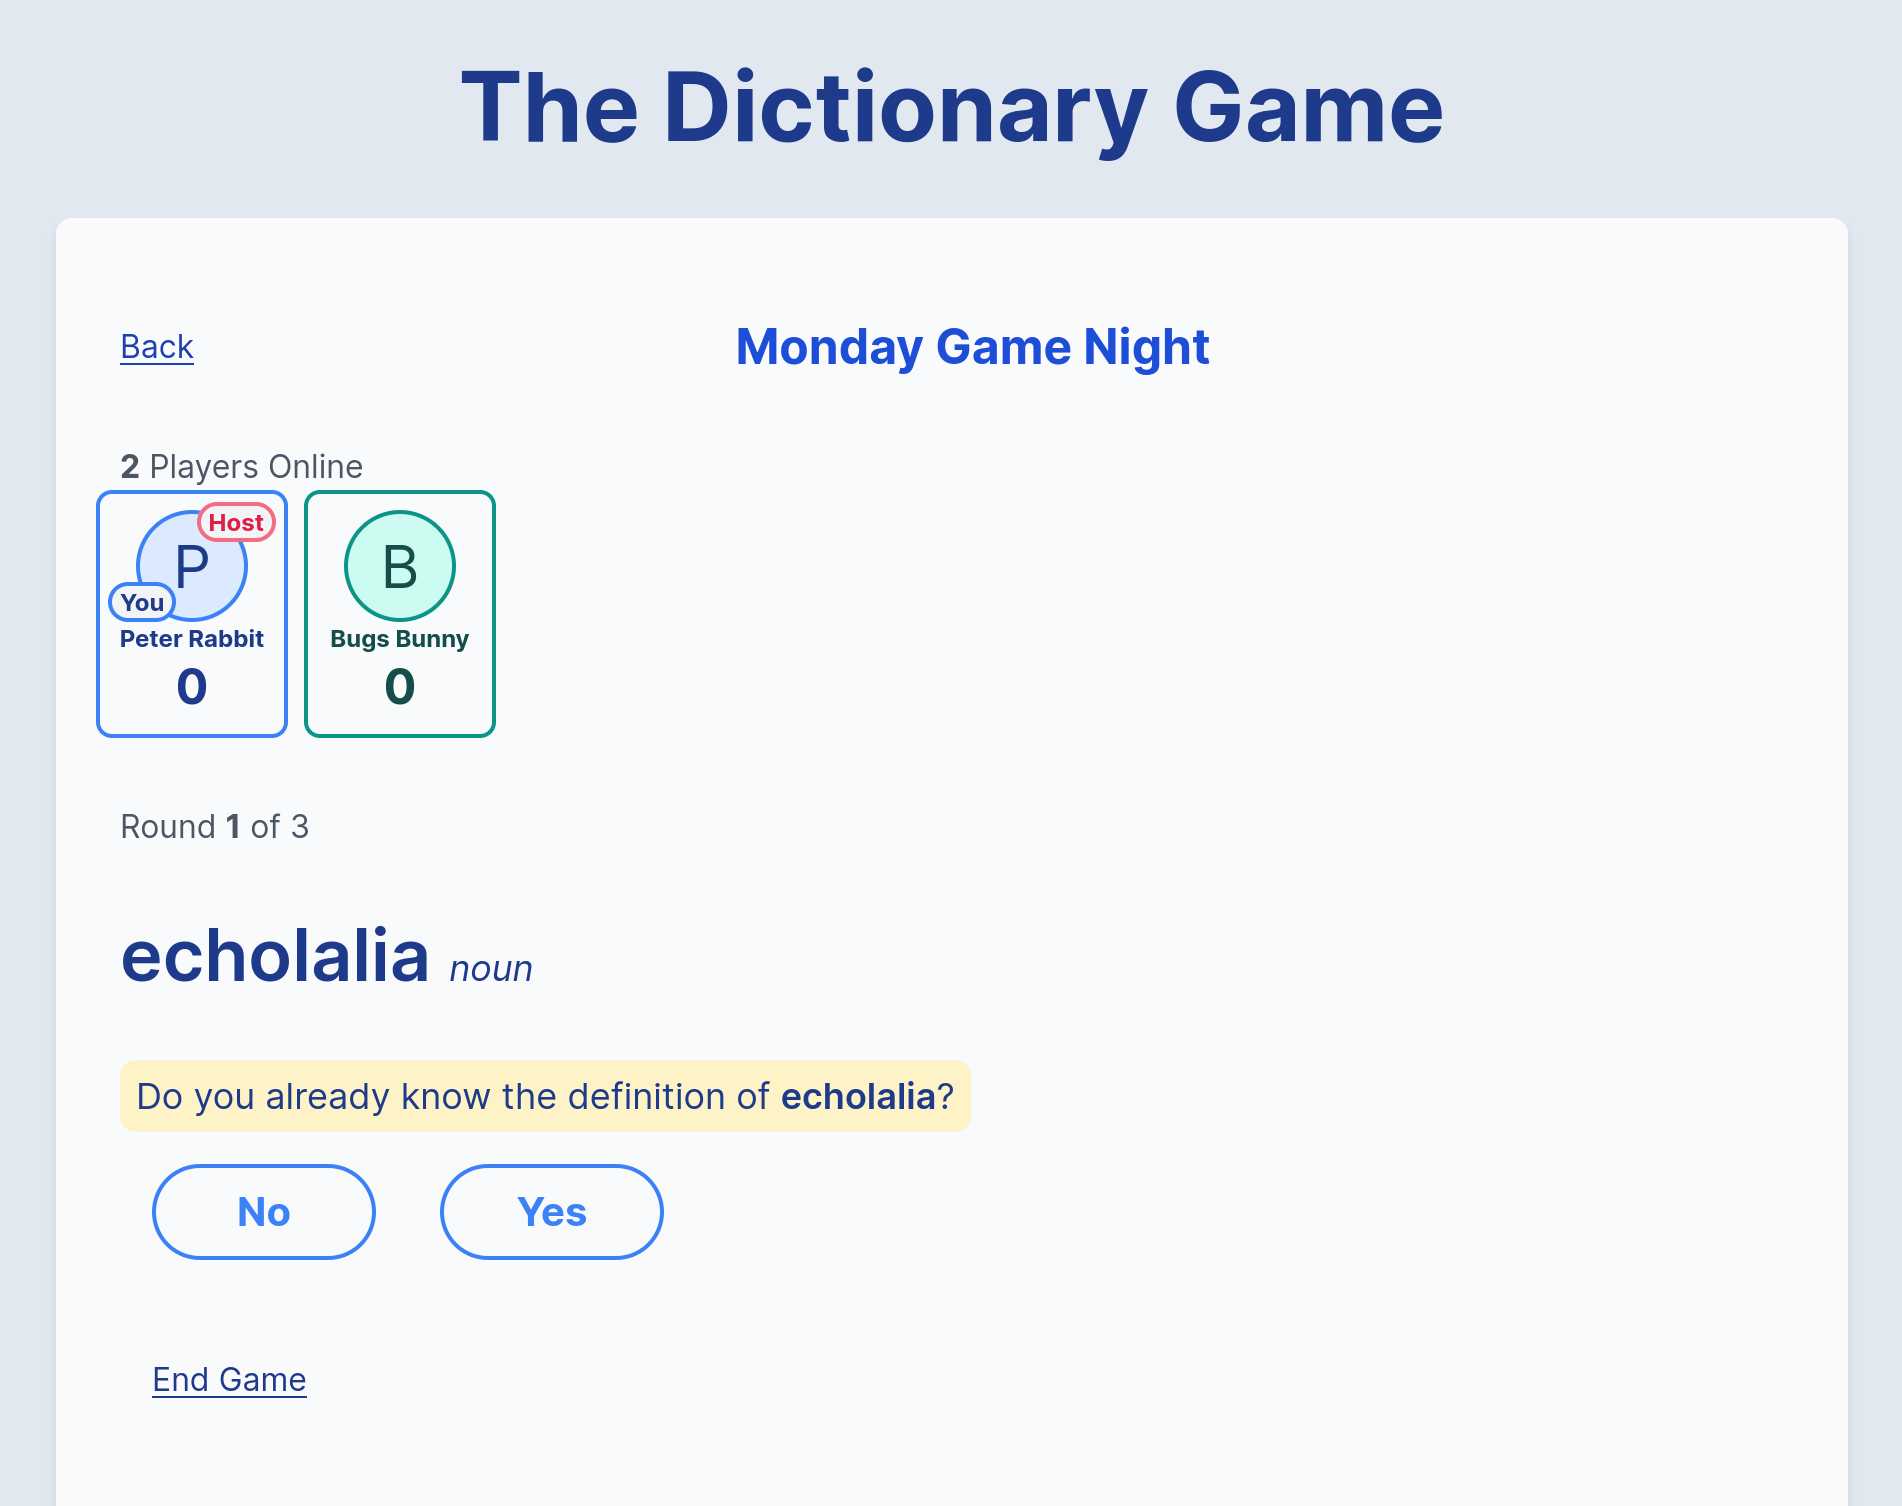 The Dictionary Game
Back
Monday Game Night
2 Players Online
P
Host
You
Peter Rabbit
0
B
Bugs Bunny
0
Round 1 of 3
echolalia noun
Do you already know the definition of echolalia?
No
Yes
End Game